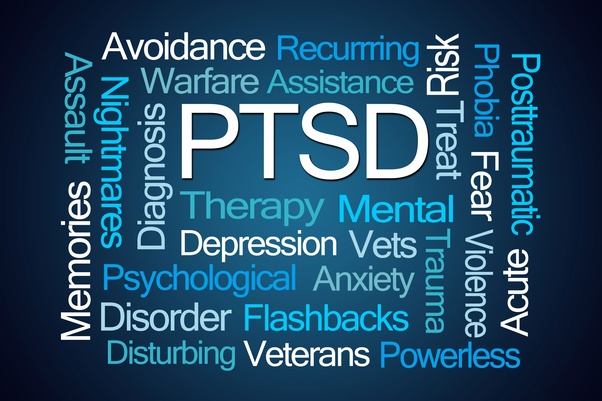 Avoidance
Recurrring
Warfare
Assistance
Risk
Phobia
Posttraumatic
Assault
Nightmares
Diagnosis
PTSD
Treat
Fear
Therapy
Mental
Memories
Depression
Vets
Trauma
Violence
Acute
Psychological
Anxiety
Disorder
Flashbacks
Disturbing
Veterans
Powerless